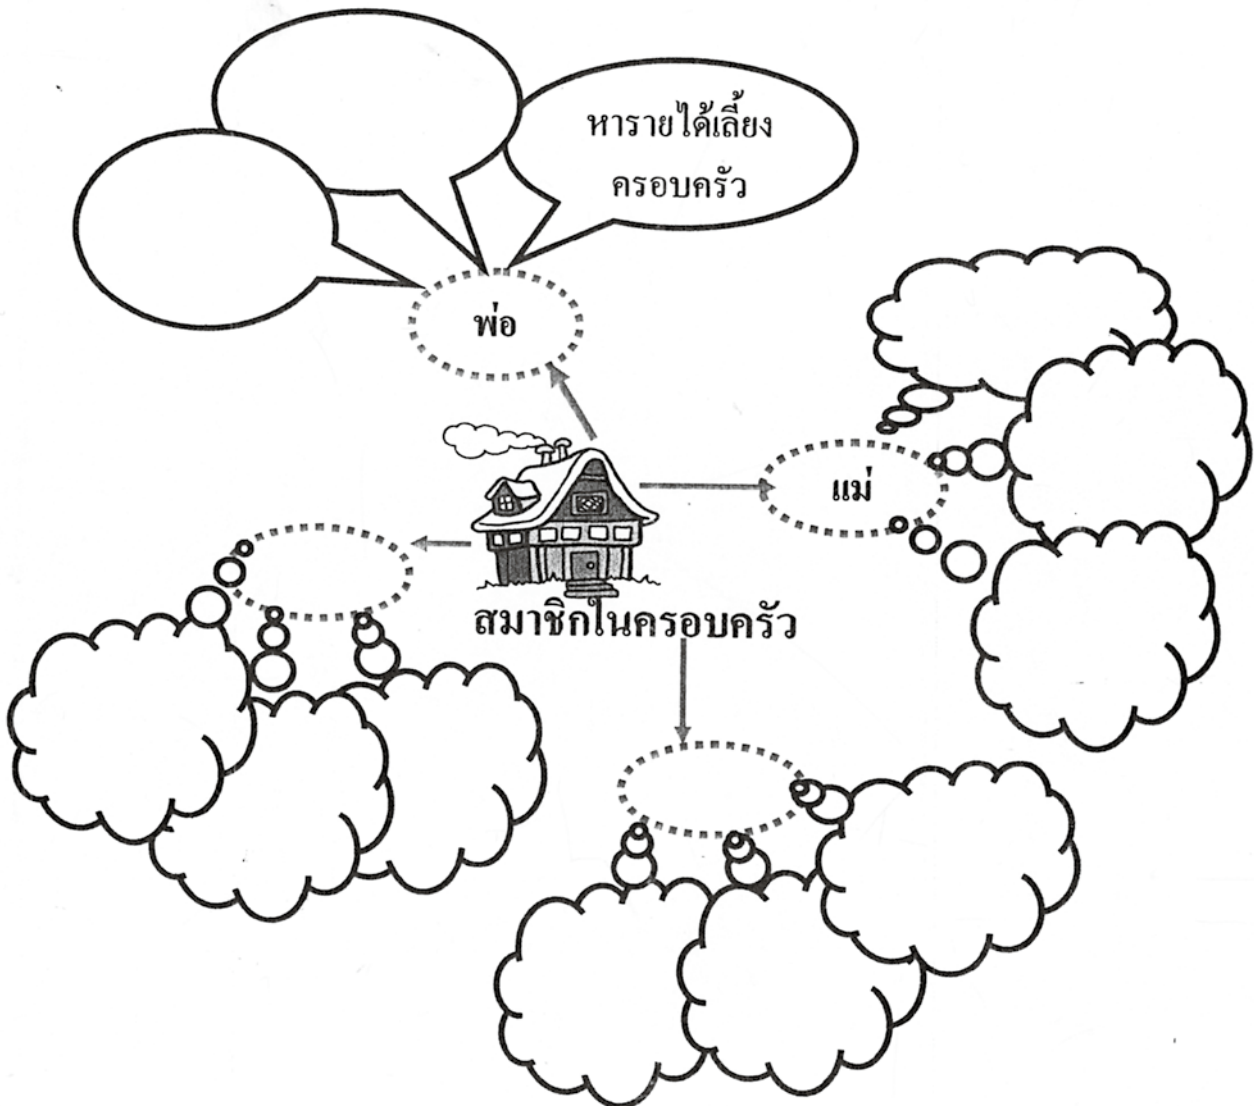 หารายได้เลี้ยง
ครอบครัว
พ่อ
แม่
สมาชิกในครอบครัว